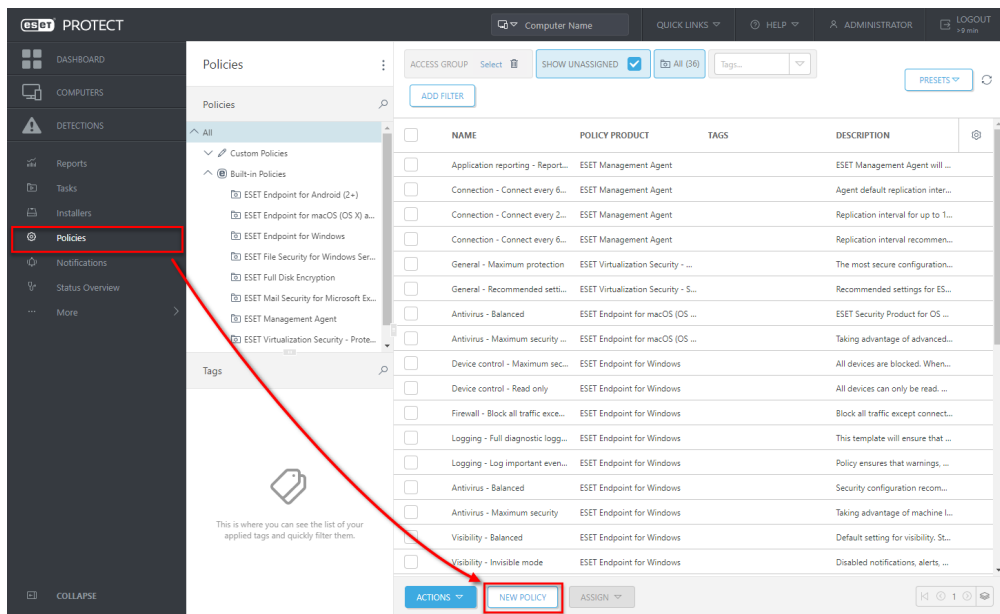 eset PROTECT
Computer Name
QUICK LINKS
HELP
ADMINISTRATOR
LOGOUT
>9 min
DASHBOARD
COMPUTERS
DETECTIONS
Reports
Tasks
Installers
Policies
Notifications
Status Overview
More
COLLAPSE
Policies
Policies
All
Custom Policies
Built-in Policies
ESET Endpoint for Android (2+)
ESET Endpoint for macOS (OS X) a...
ESET Endpoint for Windows
ESET File Security for Windows Ser...
ESET Full Disk Encryption
ESET Mail Security for Microsoft Ex...
ESET Management Agent
ESET Virtualization Security - Prote...
Tags
This is where you can see the list of your
applied tags and quickly filter them.
ACCESS GROUP Select
SHOW UNASSIGNED
All (36)
Tags...
PRESETS
ADD FILTER
NAME POLICY PRODUCT TAGS DESCRIPTION
Application reporting - Report... ESET Management Agent ESET Management Agent will ...
Connection - Connect every 6... ESET Management Agent Agent default replication inter...
Connection - Connect every 2... ESET Management Agent Replication interval for up to 1...
Connection - Connect every 6... ESET Management Agent Replication interval recommen...
General - Maximum protection ESET Virtualization Security - ... The most secure configuration...
General - Recommended setti... ESET Virtualization Security - S... Recommended settings for ES...
Antivirus - Balanced ESET Endpoint for macOS (OS ... ESET Security Product for OS ...
Antivirus - Maximum security ... ESET Endpoint for macOS (OS ... Taking advantage of advanced...
Device control - Maximum sec... ESET Endpoint for Windows All devices are blocked. When...
Device control - Read only ESET Endpoint for Windows All devices can only be read. ...
Firewall - Block all traffic exce... ESET Endpoint for Windows Block all traffic except connect...
Logging - Full diagnostic logg... ESET Endpoint for Windows This template will ensure that ...
Logging - Log important even... ESET Endpoint for Windows Policy ensures that warnings, ...
Antivirus - Balanced ESET Endpoint for Windows Security configuration recom...
Antivirus - Maximum security ESET Endpoint for Windows Taking advantage of machine l...
Visibility - Balanced ESET Endpoint for Windows Default setting for visibility. St...
Visibility - Invisible mode ESET Endpoint for Windows Disabled notifications, alerts, ...
ACTIONS
NEW POLICY
ASSIGN
1